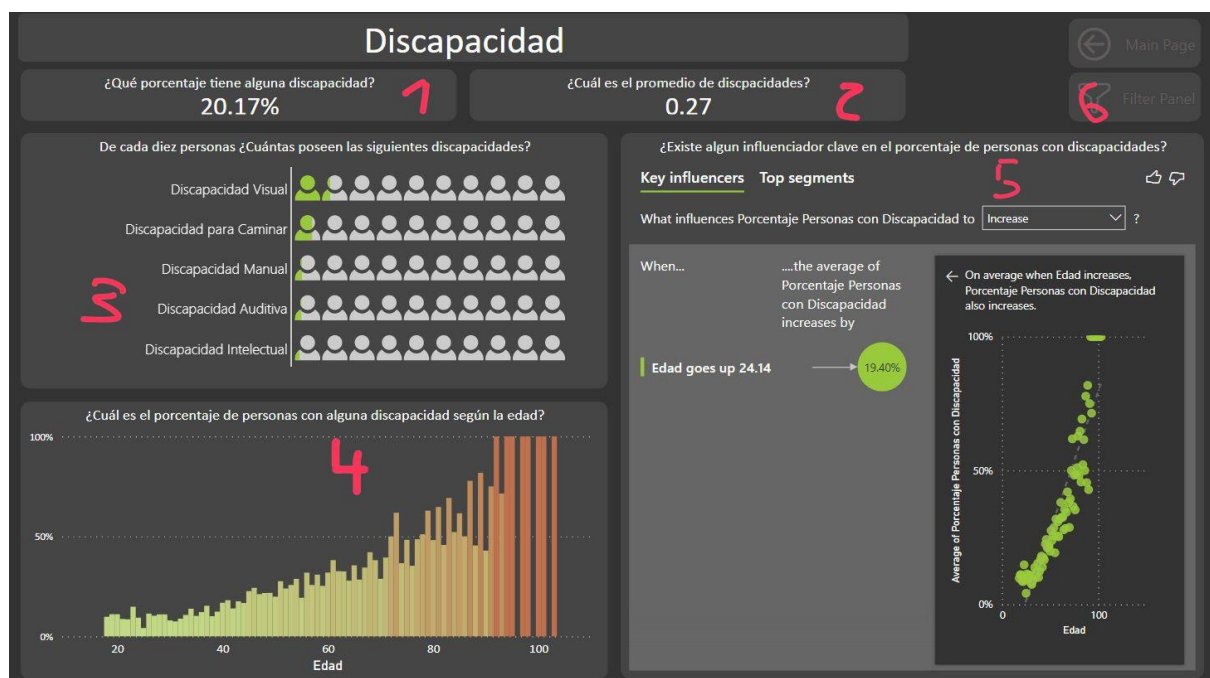 Discapacidad
Main Page
¿Qué porcentaje tiene alguna discapacidad?
20.17%
1
¿Cuál es el promedio de discpacidades?
0.27
2
Filter Panel
6
De cada diez personas ¿Cuántas poseen las siguientes discapacidades?
Discapacidad Visual
Discapacidad para Caminar
Discapacidad Manual
Discapacidad Auditiva
Discapacidad Intelectual
3
¿Cuál es el porcentaje de personas con alguna discapacidad según la edad?
100%
50%
0%
20 40 60 80 100
Edad
4
¿Existe algun influenciador clave en el porcentaje de personas con discapacidades?
Key influencers Top segments
5
What influences Porcentaje Personas con Discapacidad to Increase ?
When...
....the average of
Porcentaje Personas
con Discapacidad
increases by
Edad goes up 24.14
19.40%
On average when Edad increases,
Porcentaje Personas con Discapacidad
also increases.
Average of Porcentaje Personas con Discapacidad
100%
50%
0%
0 100
Edad